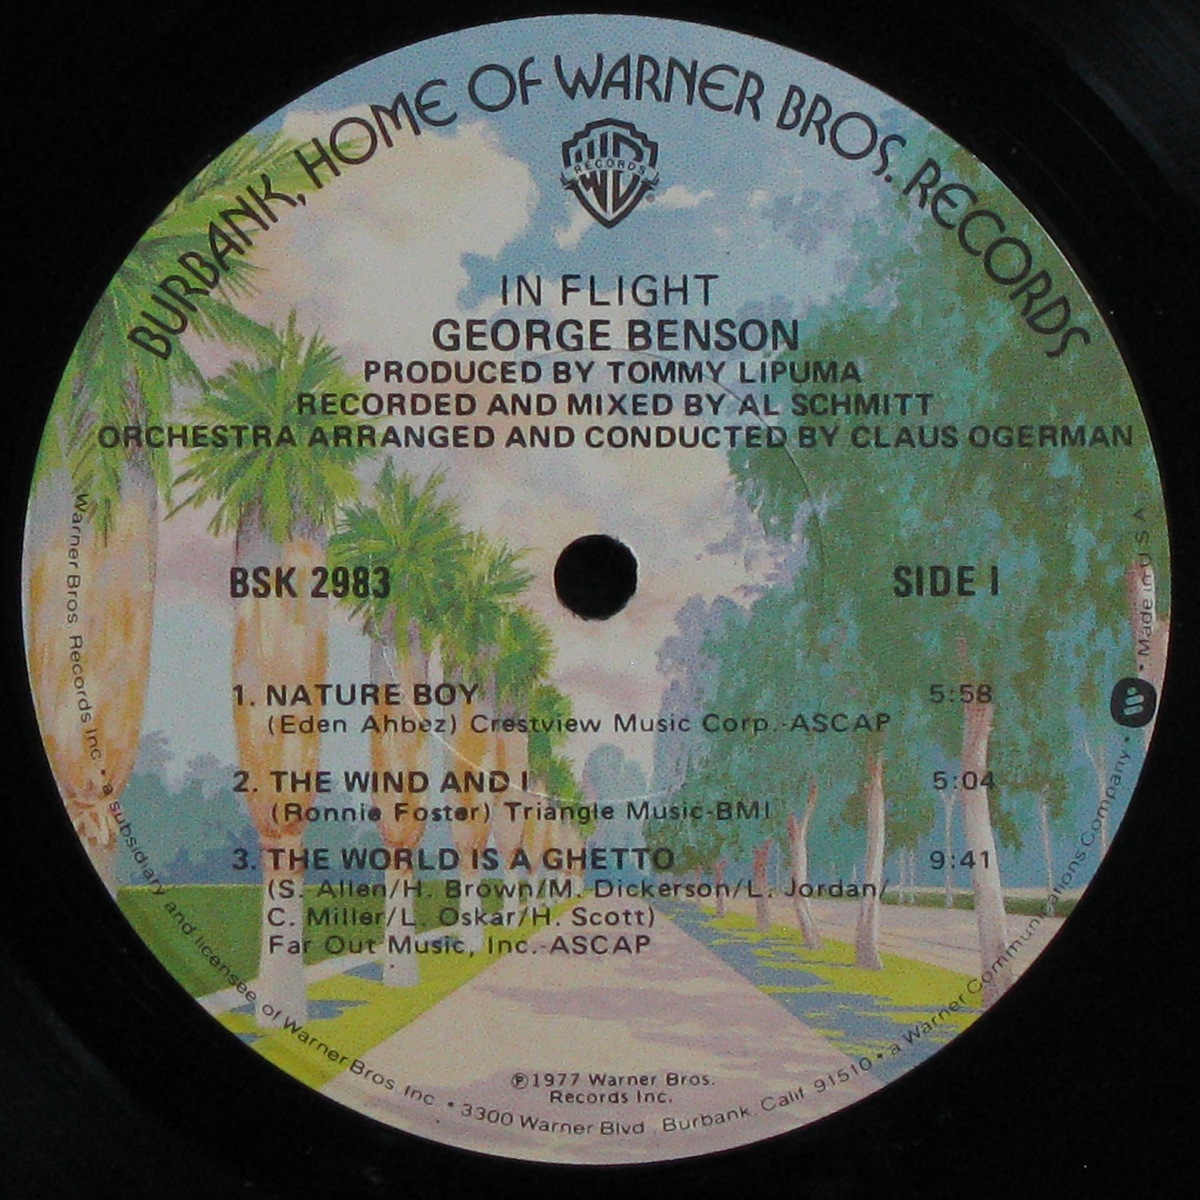 BURBANK, HOME OF WARNER BROS. RECORDS
WB
RECORDS
®
IN FLIGHT
GEORGE BENSON
PRODUCED BY TOMMY LIPUMA
RECORDED AND MIXED BY AL SCHMITT
ORCHESTRA ARRANGED AND CONDUCTED BY CLAUS OGERMAN
BSK 2983
SIDE I
1. NATURE BOY 5:58
(Eden Ahbez) Crestview Music Corp.-ASCAP
2. THE WIND AND I 5:04
(Ronnie Foster) Triangle Music-BMI
3. THE WORLD IS A GHETTO 9:41
(S. Allen/H. Brown/M. Dickerson/L. Jordan/
C. Miller/L. Oskar/H. Scott)
Far Out Music, Inc.-ASCAP
℗1977 Warner Bros.
Records Inc.
Warner Bros. Records Inc. • a subsidiary and licensee of Warner Bros. Inc. • 3300 Warner Blvd., Burbank, Calif. 91510 • a Warner Communications Company • Made in U.S.A.